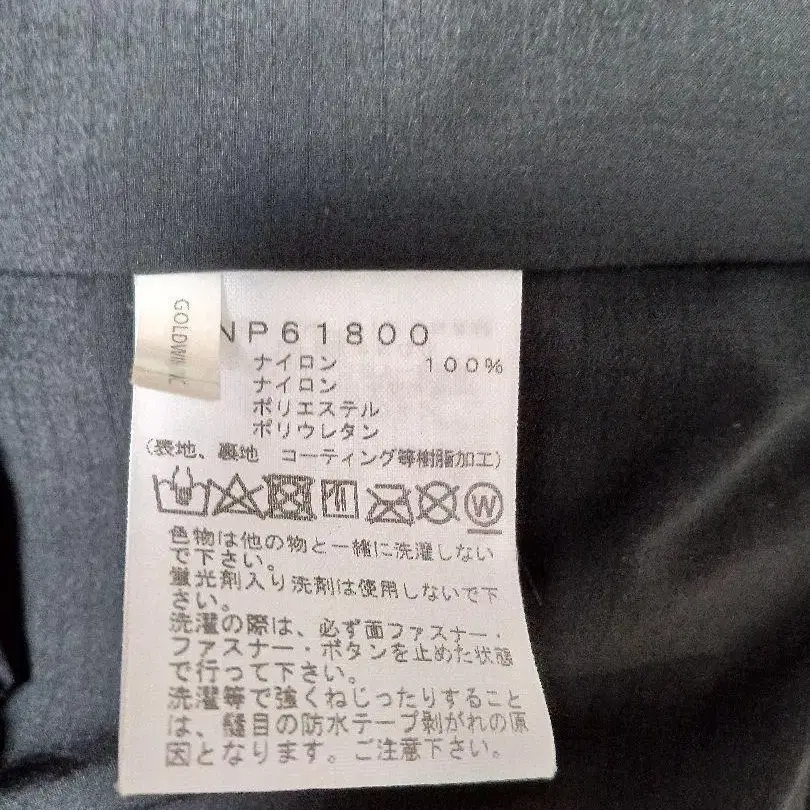 GOLDWIN
NP61800
ナイロン 100%
ナイロン
ポリエステル
ポリウレタン
(表地、裏地 コーティング等樹脂加工)
W
色物は他の物と一緒に洗濯しない
で下さい。
蛍光剤入り洗剤は使用しないで下
さい。
洗濯の際は、必ず面ファスナー・
ファスナー・ボタンを止めた状態
で行って下さい。
洗濯等で強くねじったりすること
は、縫目の防水テープ剥がれの原
因となります。ご注意下さい。